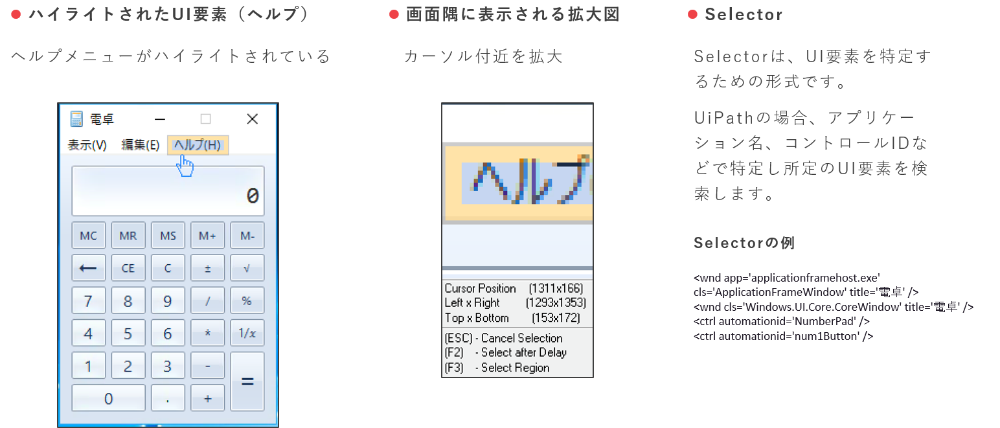 ハイライトされたUI要素（ヘルプ）
ヘルプメニューがハイライトされている
電卓
表示(V) 編集(E) ヘルプ(H)
0
MC MR MS M+ M-
← CE C ± √
7 8 9 / %
4 5 6 * 1/x
1 2 3 - =
0 . +
画面隅に表示される拡大図
カーソル付近を拡大
ヘルプ
Cursor Position (1311x166)
Left x Right (1293x1353)
Top x Bottom (153x172)
(ESC) - Cancel Selection
(F2) - Select after Delay
(F3) - Select Region
Selector
Selectorは、UI要素を特定す
るための形式です。
UiPathの場合、アプリケー
ション名、コントロールIDな
どで特定し所定のUI要素を検
索します。
Selectorの例
<wnd app='applicationframehost.exe'
cls='ApplicationFrameWindow' title='電卓' />
<wnd cls='Windows.UI.Core.CoreWindow' title='電卓' />
<ctrl automationid='NumberPad' />
<ctrl automationid='num1Button' />